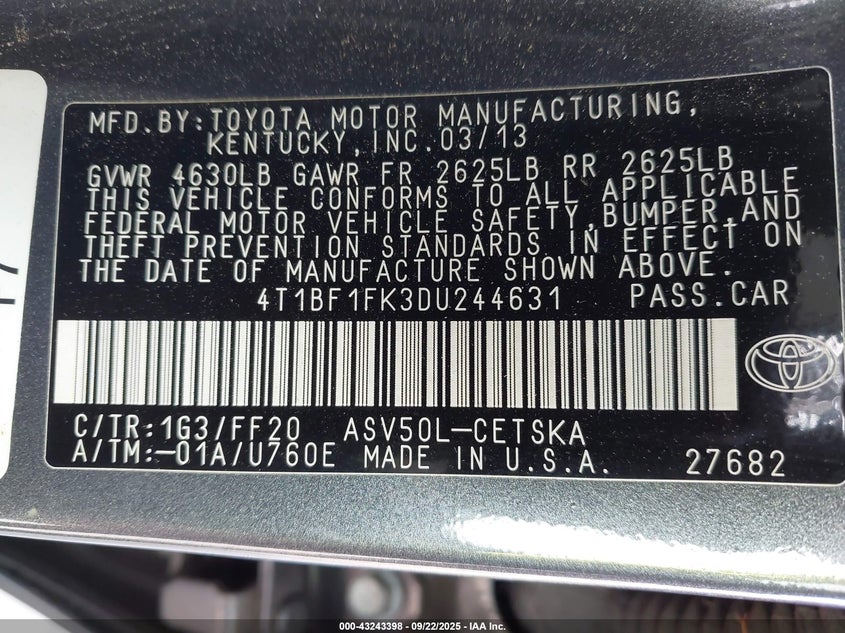 MFD.BY:TOYOTA MOTOR MANUFACTURING,
KENTUCKY,INC.03/13
GVWR 4630LB GAWR FR 2625LB RR 2625LB
THIS VEHICLE CONFORMS TO ALL APPLICABLE
FEDERAL MOTOR VEHICLE SAFETY,BUMPER,AND
THEFT PREVENTION STANDARDS IN EFFECT ON
THE DATE OF MANUFACTURE SHOWN ABOVE.
4T1BF1FK3DU244631 PASS.CAR
C/TR:1G3/FF20 ASV50L-CETSKA
A/TM:-01A/U760E MADE IN U.S.A. 27682
000-43243398 - 09/22/2025 - IAA Inc.